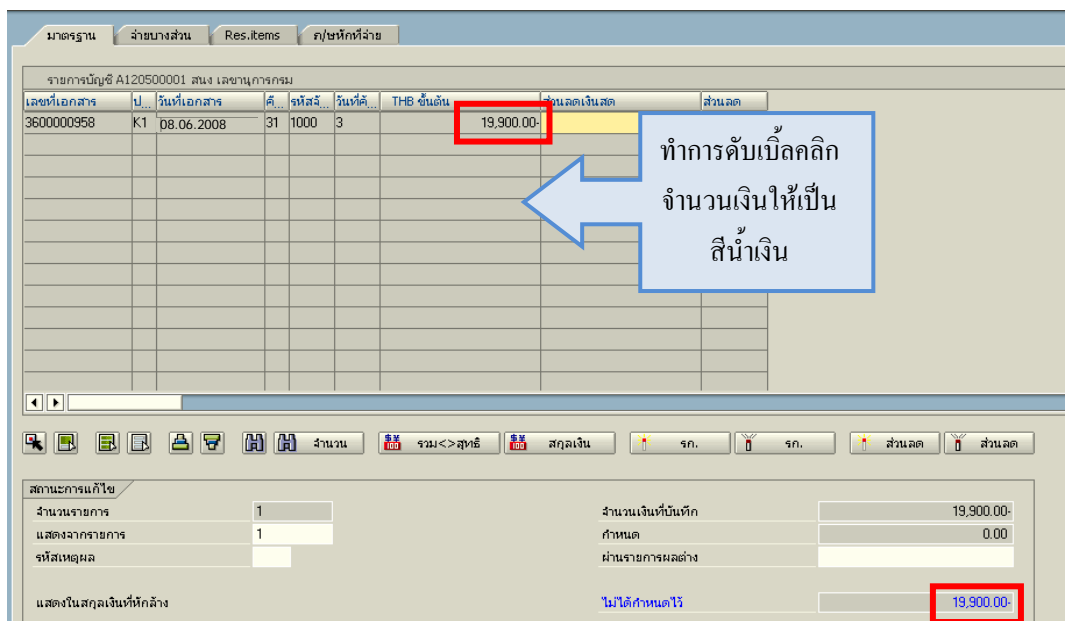 มาตรฐาน จ่ายบางส่วน Res.items ภ/ษหักที่จ่าย
รายการบัญชี A120500001 สนง เลขานุการกรม
เลขที่เอกสาร ป... วันที่เอกสาร คี... รหัสจั... วันที่คั... THB ขั้นต้น ส่วนลดเงินสด ส่วนลด
3600000958 K1 08.06.2008 31 1000 3 19,900.00-
ทำการดับเบิ้ลคลิก
จำนวนเงินให้เป็น
สีน้ำเงิน
จำนวน รวม<>สุทธิ สกุลเงิน รก. รก. ส่วนลด ส่วนลด
สถานะการแก้ไข
จำนวนรายการ 1 จำนวนเงินที่บันทึก 19,900.00-
แสดงจากรายการ 1 กำหนด 0.00
รหัสเหตุผล ผ่านรายการผลต่าง
แสดงในสกุลเงินที่หักล้าง ไม่ได้กำหนดไว้ 19,900.00-